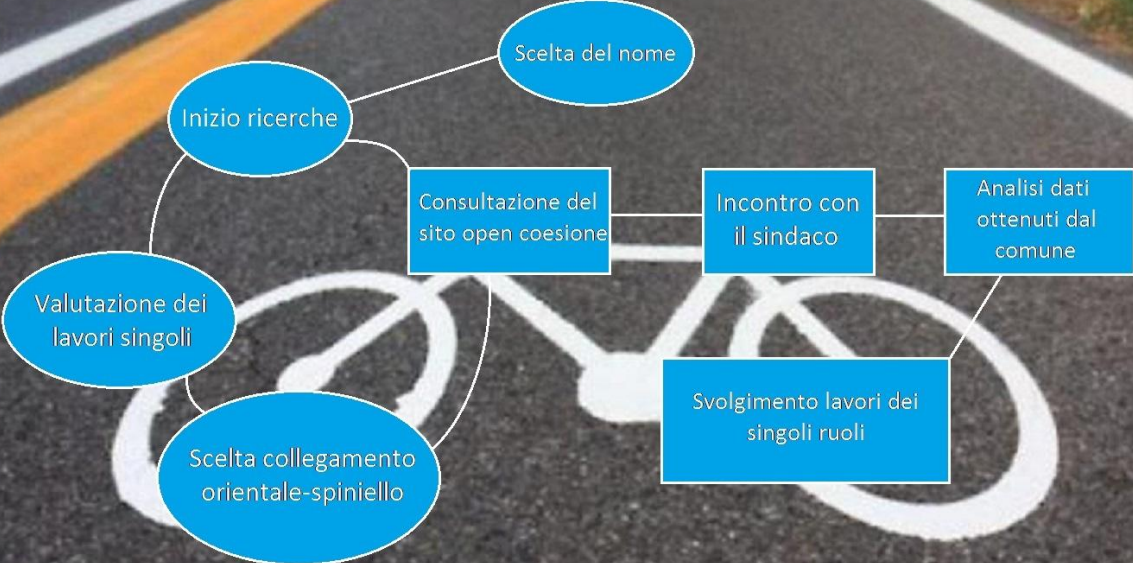 Scelta del nome
Inizio ricerche
Consultazione del
sito open coesione
Incontro con
il sindaco
Analisi dati
ottenuti dal
comune
Valutazione dei
lavori singoli
Scelta collegamento
orientale-spiniello
Svolgimento lavori dei
singoli ruoli